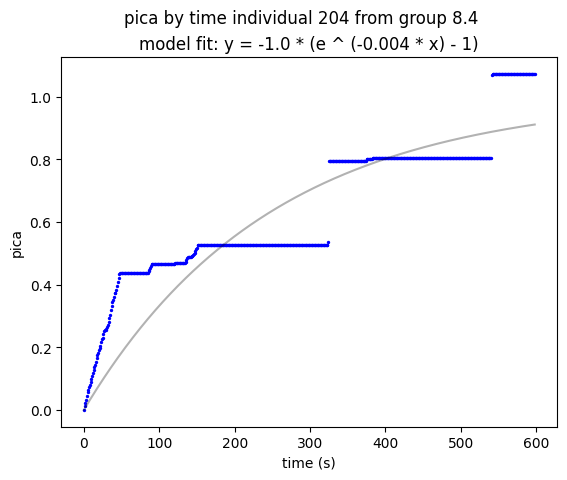 pica by time individual 204 from group 8.4
model fit: y = -1.0 * (e ^ (-0.004 * x) - 1)
1.0
0.8
0.6
0.4
0.2
0.0
pica
0 100 200 300 400 500 600
time (s)